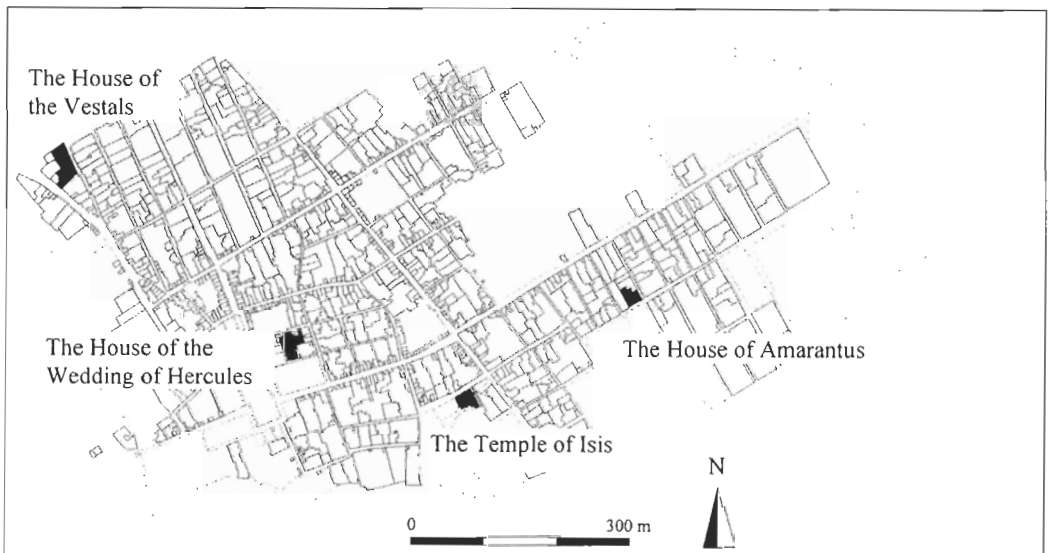 The House of
the Vestals
The House of the
Wedding of Hercules
The House of Amarantus
The Temple of Isis
N
0 300 m